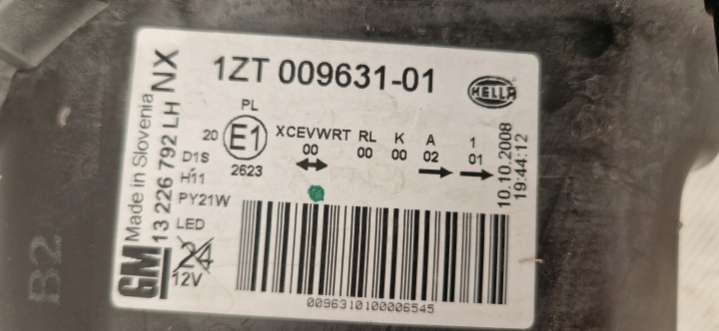 1ZT 009631-01
HELLA
GM
Made in Slovenia
13 226 792 LH NX
PL
20 E1
2623
XCEVWRT RL K A 1
00 00 00 02 01
D1S
H11
PY21W
LED
24
12V
10.10.2008
19:44:12
0096310100006545
B2